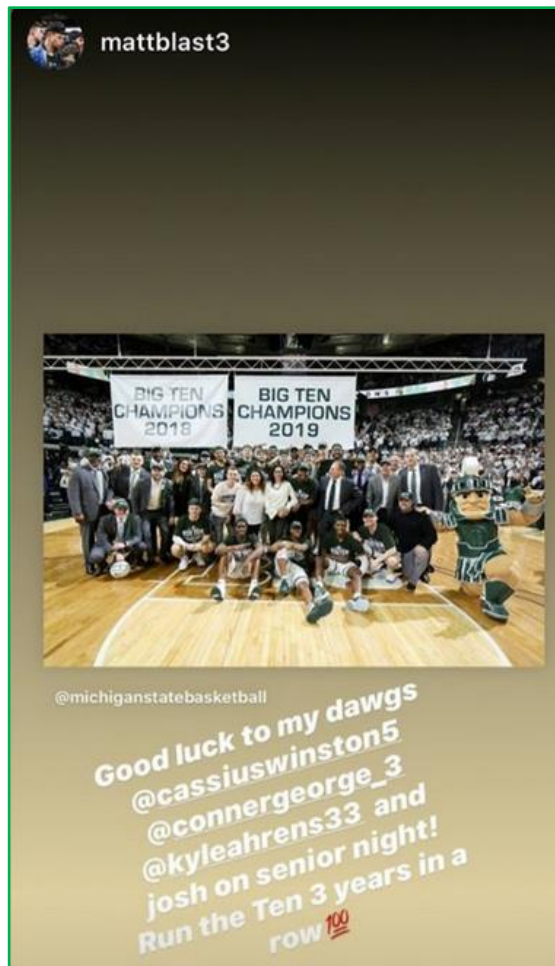 mattblast3
BIG TEN
CHAMPIONS
2018
BIG TEN
CHAMPIONS
2019
@michiganstatebasketball
Good luck to my dawgs
@cassiuswinston5
@connergeorge_3
@kyleahrens33 and
josh on senior night!
Run the Ten 3 years in a
row💯